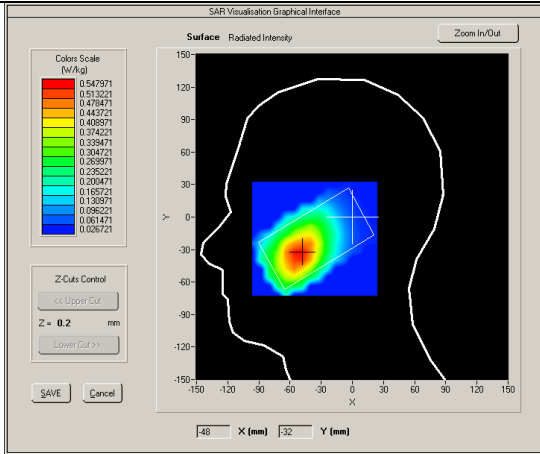 SAR Visualisation Graphical Interface
Surface Radiated Intensity
Zoom In/Out
Colors Scale
(W/kg)
0.547971
0.513221
0.478471
0.443721
0.408971
0.374221
0.339471
0.304721
0.269971
0.235221
0.200471
0.165721
0.130971
0.096221
0.061471
0.026721
Z-Cuts Control
<< Upper Cut
Z = 0.2 mm
Lower Cut >>
SAVE Cancel
150
120
90
60
30
0
-30
-60
-90
-120
-150
Y
-150 -120 -90 -60 -30 0 30 60 90 120 150
X
-48 X (mm) -32 Y (mm)